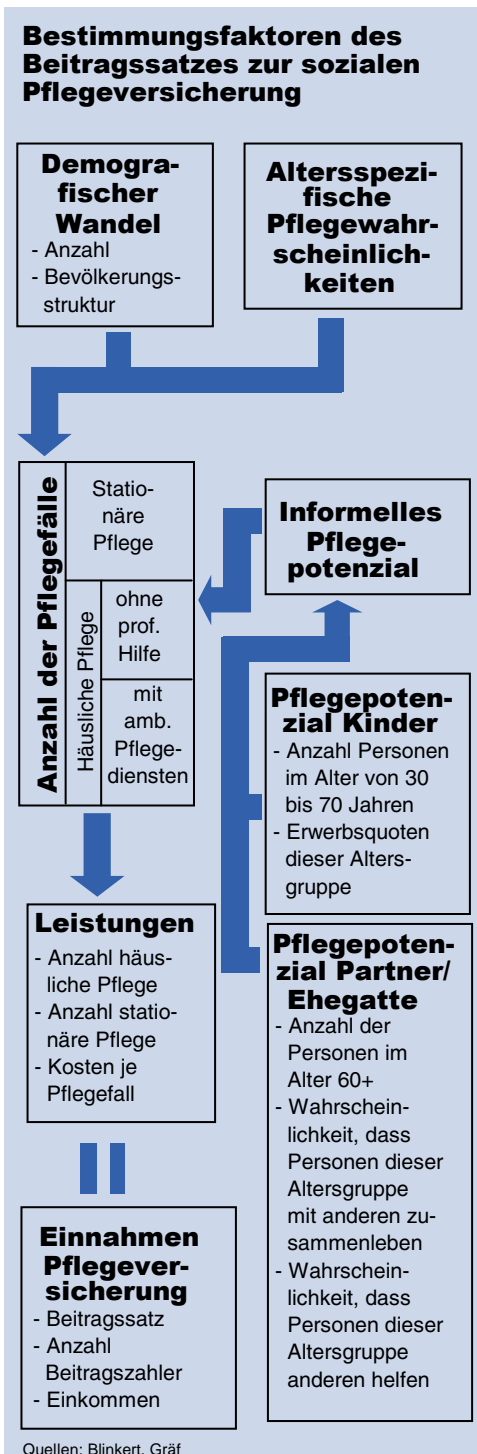 Bestimmungsfaktoren des
Beitragssatzes zur sozialen
Pflegeversicherung
Demogra-
fischer
Wandel
- Anzahl
- Bevölkerungs-
struktur
Altersspezi-
fische
Pflegewahr-
scheinlich-
keiten
Anzahl der Pflegefälle
Statio-
näre
Pflege
Häusliche Pflege
ohne
prof.
Hilfe
mit
amb.
Pflege-
diensten
Informelles
Pflege-
potenzial
Pflegepoten-
zial Kinder
- Anzahl Personen
im Alter von 30
bis 70 Jahren
- Erwerbsquoten
dieser Alters-
gruppe
Leistungen
- Anzahl häus-
liche Pflege
- Anzahl statio-
näre Pflege
- Kosten je
Pflegefall
Pflegepoten-
zial Partner/
Ehegatte
- Anzahl der
Personen im
Alter 60+
- Wahrschein-
lichkeit, dass
Personen dieser
Altersgruppe
mit anderen zu-
sammenleben
- Wahrschein-
lichkeit, dass
Personen dieser
Altersgruppe
anderen helfen
Einnahmen
Pflegever-
sicherung
- Beitragssatz
- Anzahl
Beitragszahler
- Einkommen
Quellen: Blinkert, Gräf